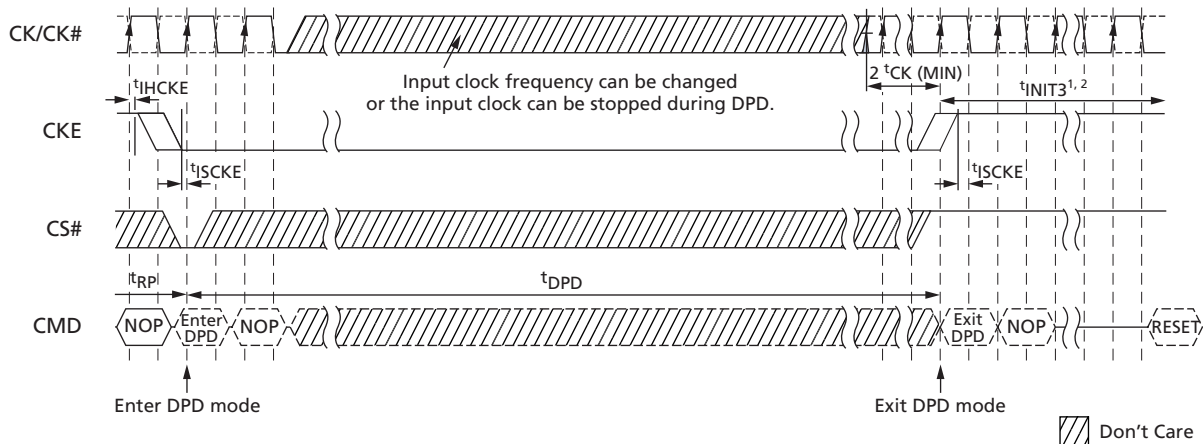 CK/CK#
Input clock frequency can be changed
or the input clock can be stopped during DPD.
2 tCK (MIN)
tIHCKE
tINIT31, 2
CKE
tISCKE
tISCKE
CS#
tRP
tDPD
CMD
NOP
Enter
DPD
NOP
Exit
DPD
NOP
RESET
Enter DPD mode
Exit DPD mode
Don't Care